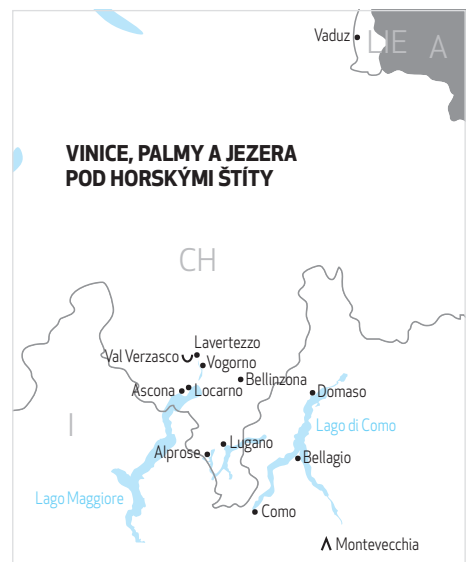 Vaduz
LIE
A
VINICE, PALMY A JEZERA
POD HORSKÝMI ŠTÍTY
CH
Lavertezzo
Val Verzasco
Vogorno
Bellinzona
Ascona
Locarno
Domaso
I
Lugano
Lago di Como
Alprose
Bellagio
Lago Maggiore
Como
Montevecchia